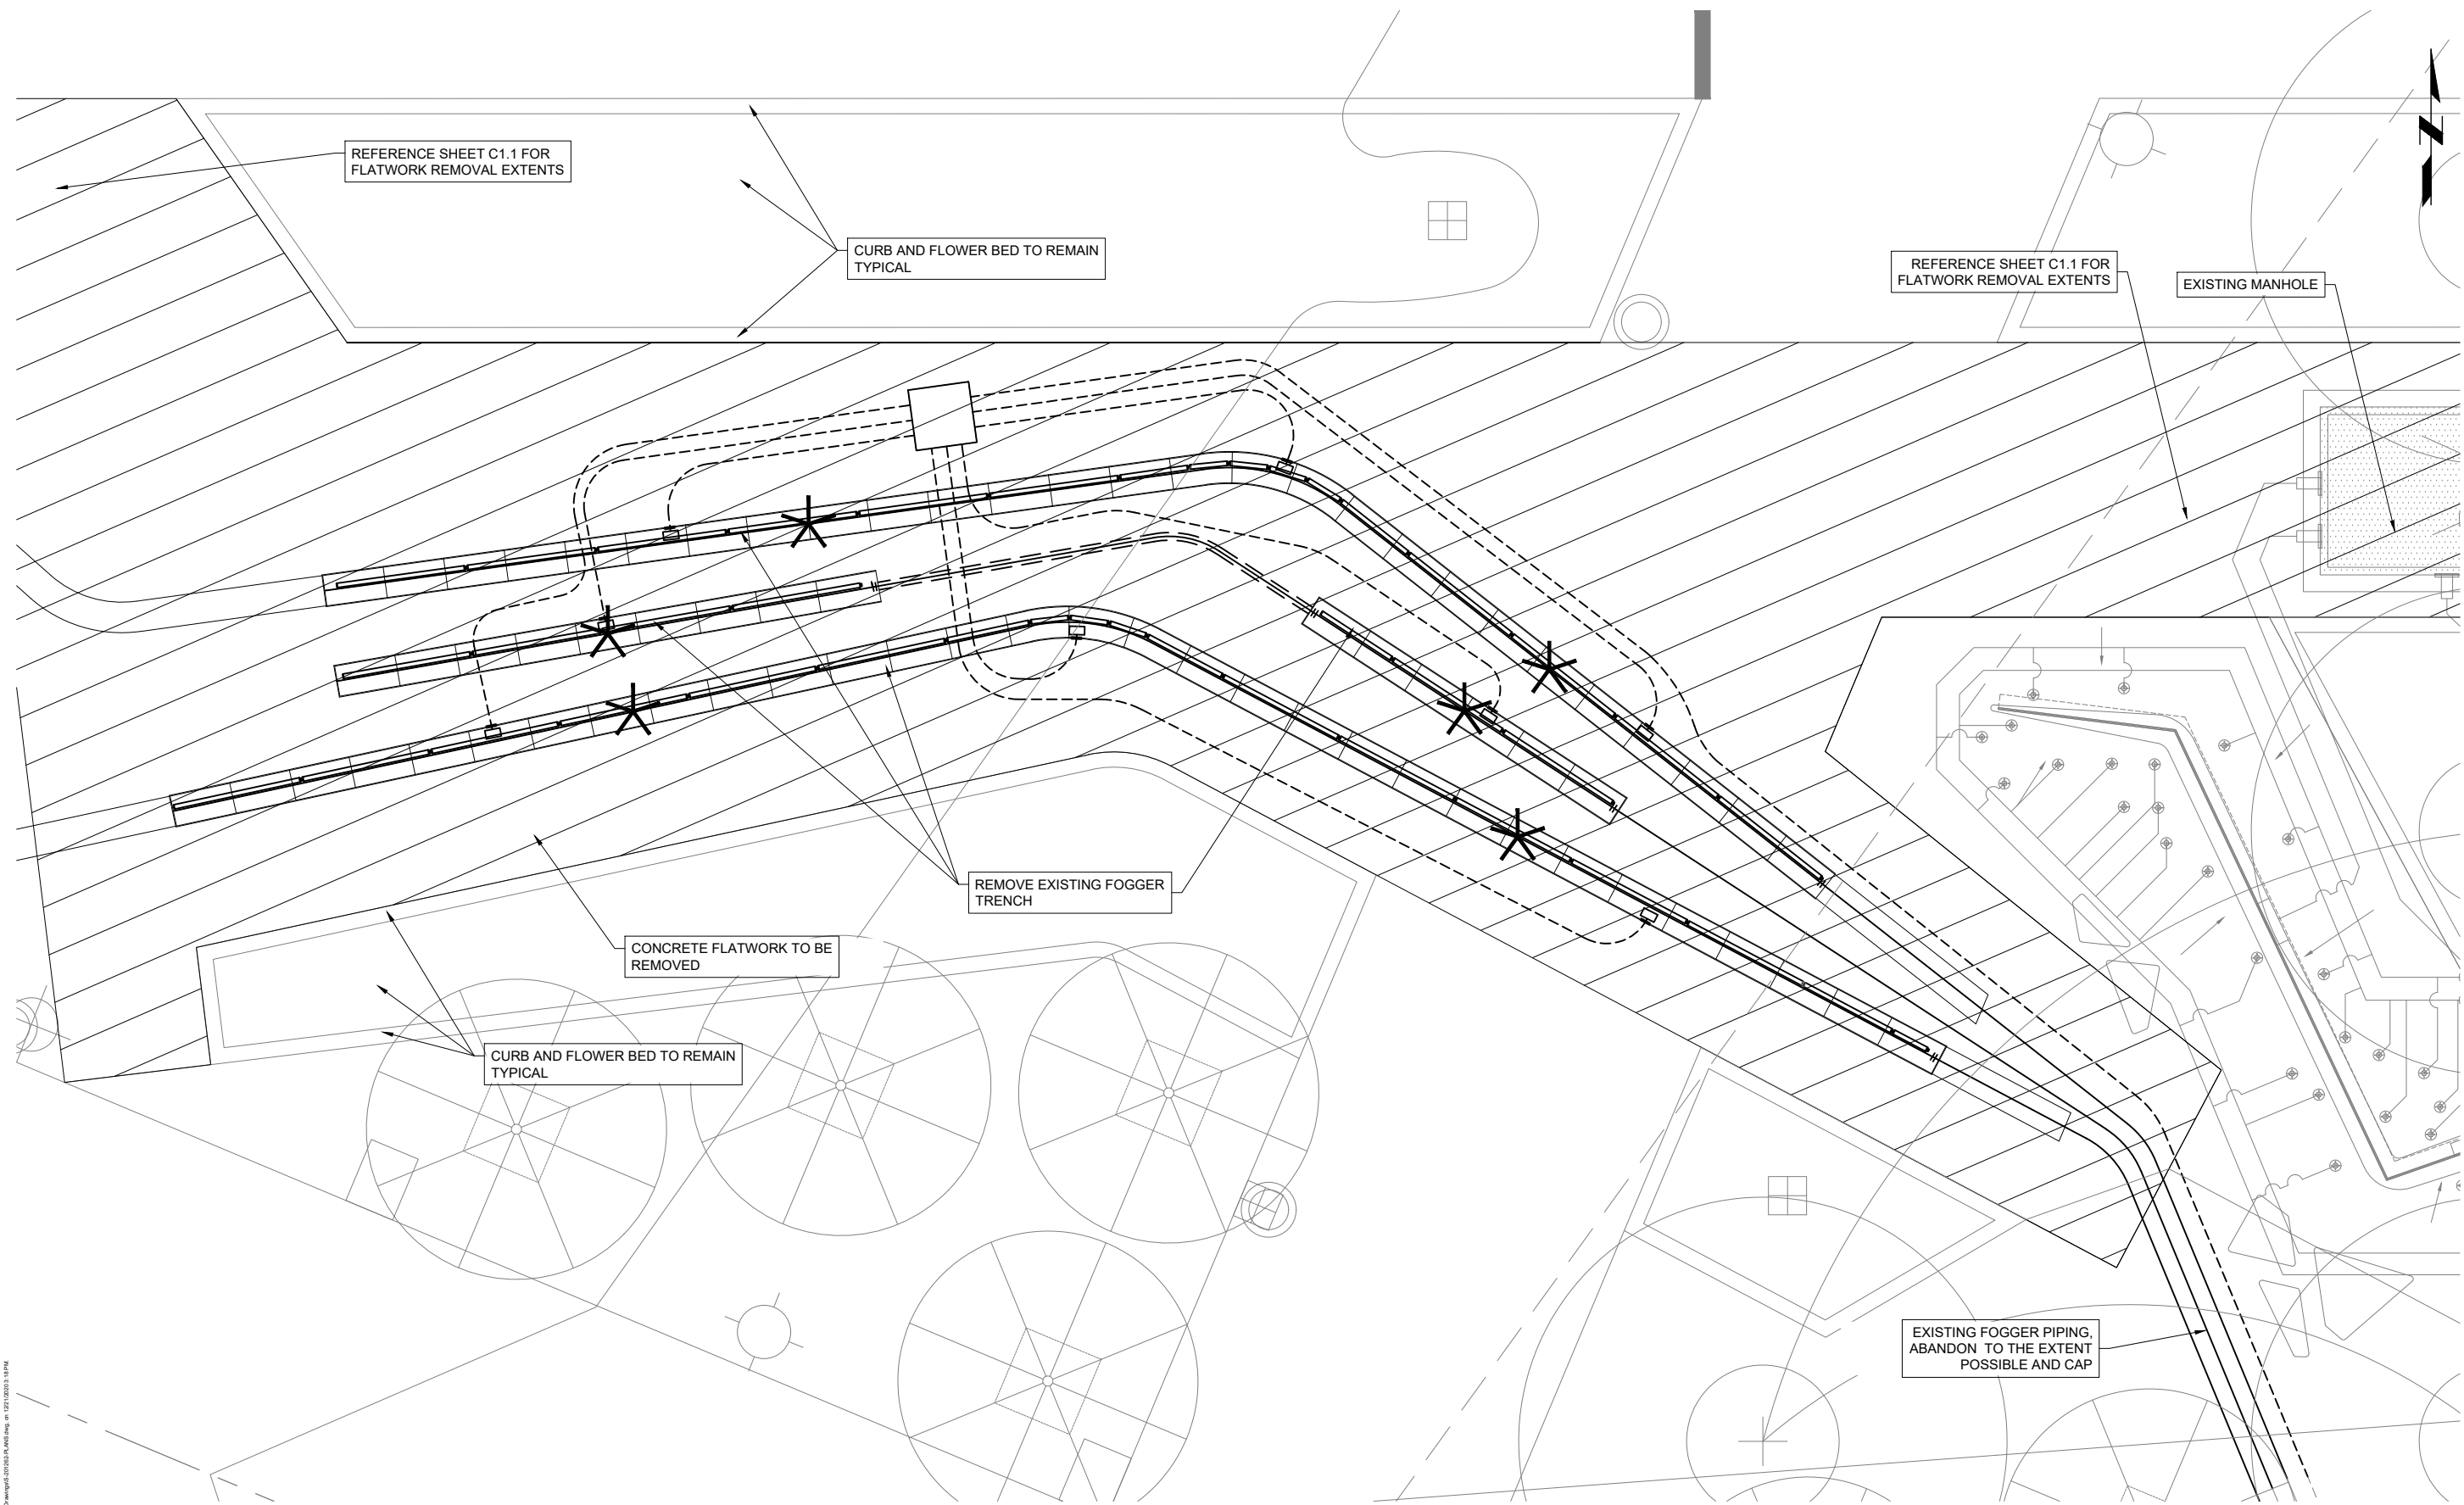 REFERENCE SHEET C1.1 FOR
FLATWORK REMOVAL EXTENTS
CURB AND FLOWER BED TO REMAIN
TYPICAL
REFERENCE SHEET C1.1 FOR
FLATWORK REMOVAL EXTENTS
EXISTING MANHOLE
N
REMOVE EXISTING FOGGER
TRENCH
CONCRETE FLATWORK TO BE
REMOVED
CURB AND FLOWER BED TO REMAIN
TYPICAL
EXISTING FOGGER PIPING,
ABANDON TO THE EXTENT
POSSIBLE AND CAP